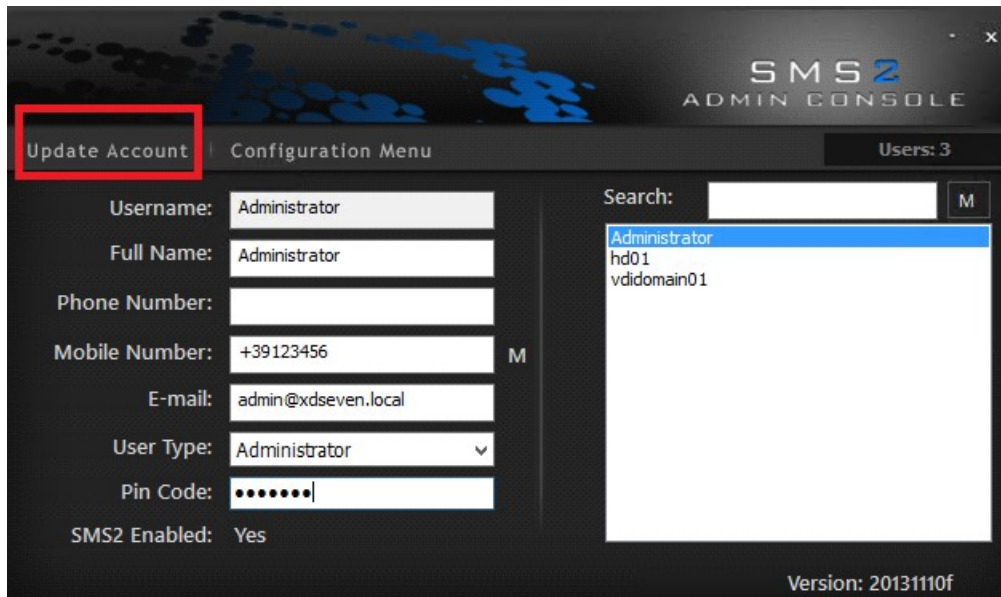 - x
SMS2
ADMIN CONSOLE
Update Account | Configuration Menu
Users: 3
Username: Administrator
Full Name: Administrator
Phone Number:
Mobile Number: +39123456 M
E-mail: admin@xdseven.local
User Type: Administrator
Pin Code: •••••••
SMS2 Enabled: Yes
Search: M
Administrator
hd01
vdidomain01
Version: 20131110f